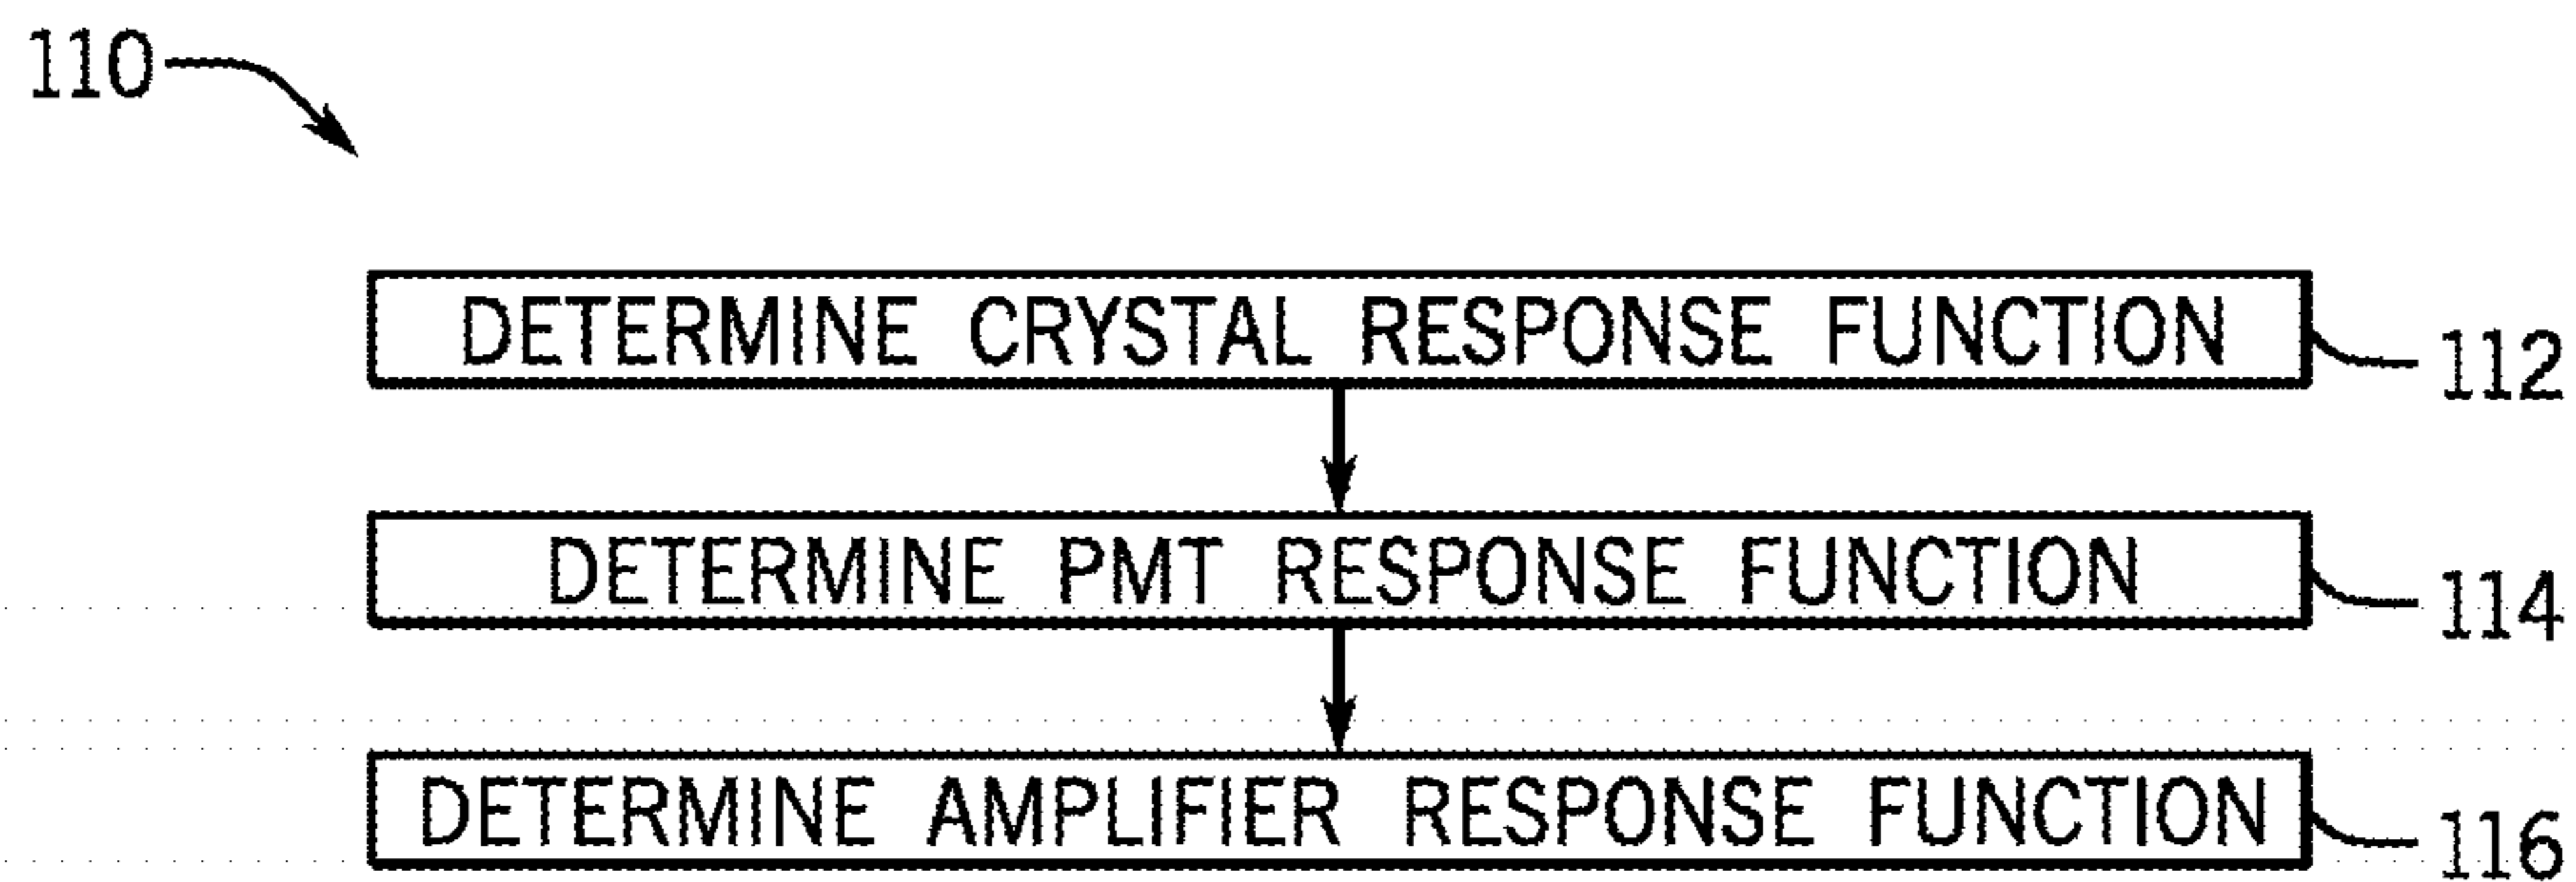 110
DETERMINE CRYSTAL RESPONSE FUNCTION
112
DETERMINE PMT RESPONSE FUNCTION
114
DETERMINE AMPLIFIER RESPONSE FUNCTION
116